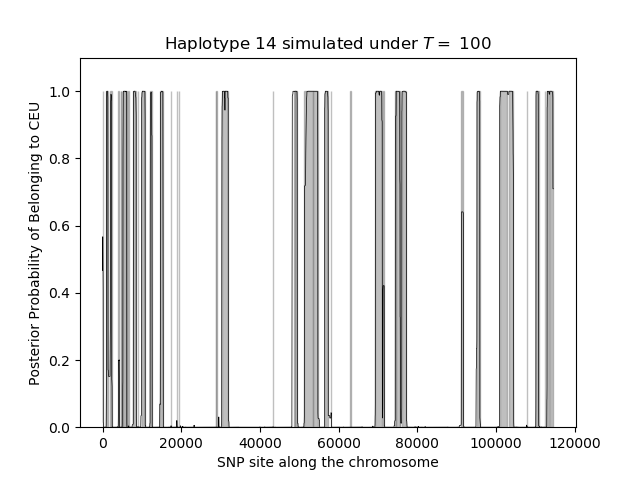 Haplotype 14 simulated under T = 100
Posterior Probability of Belonging to CEU
1.0
0.8
0.6
0.4
0.2
0.0
0 20000 40000 60000 80000 100000 120000
SNP site along the chromosome